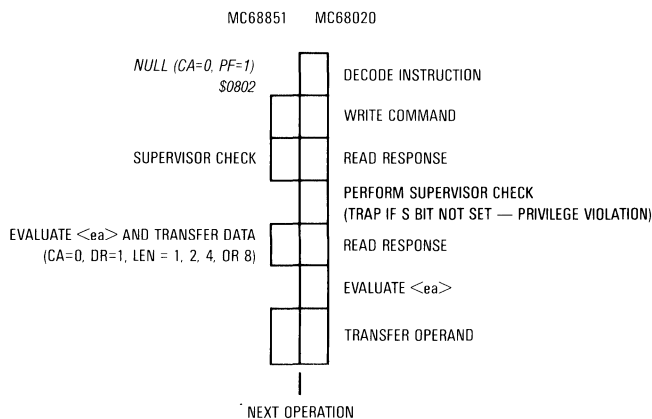 MC68851 MC68020
NULL (CA=0, PF=1)
$0802
DECODE INSTRUCTION
WRITE COMMAND
SUPERVISOR CHECK
READ RESPONSE
PERFORM SUPERVISOR CHECK
(TRAP IF S BIT NOT SET — PRIVILEGE VIOLATION)
EVALUATE <ea> AND TRANSFER DATA
(CA=0, DR=1, LEN = 1, 2, 4, OR 8)
READ RESPONSE
EVALUATE <ea>
TRANSFER OPERAND
NEXT OPERATION